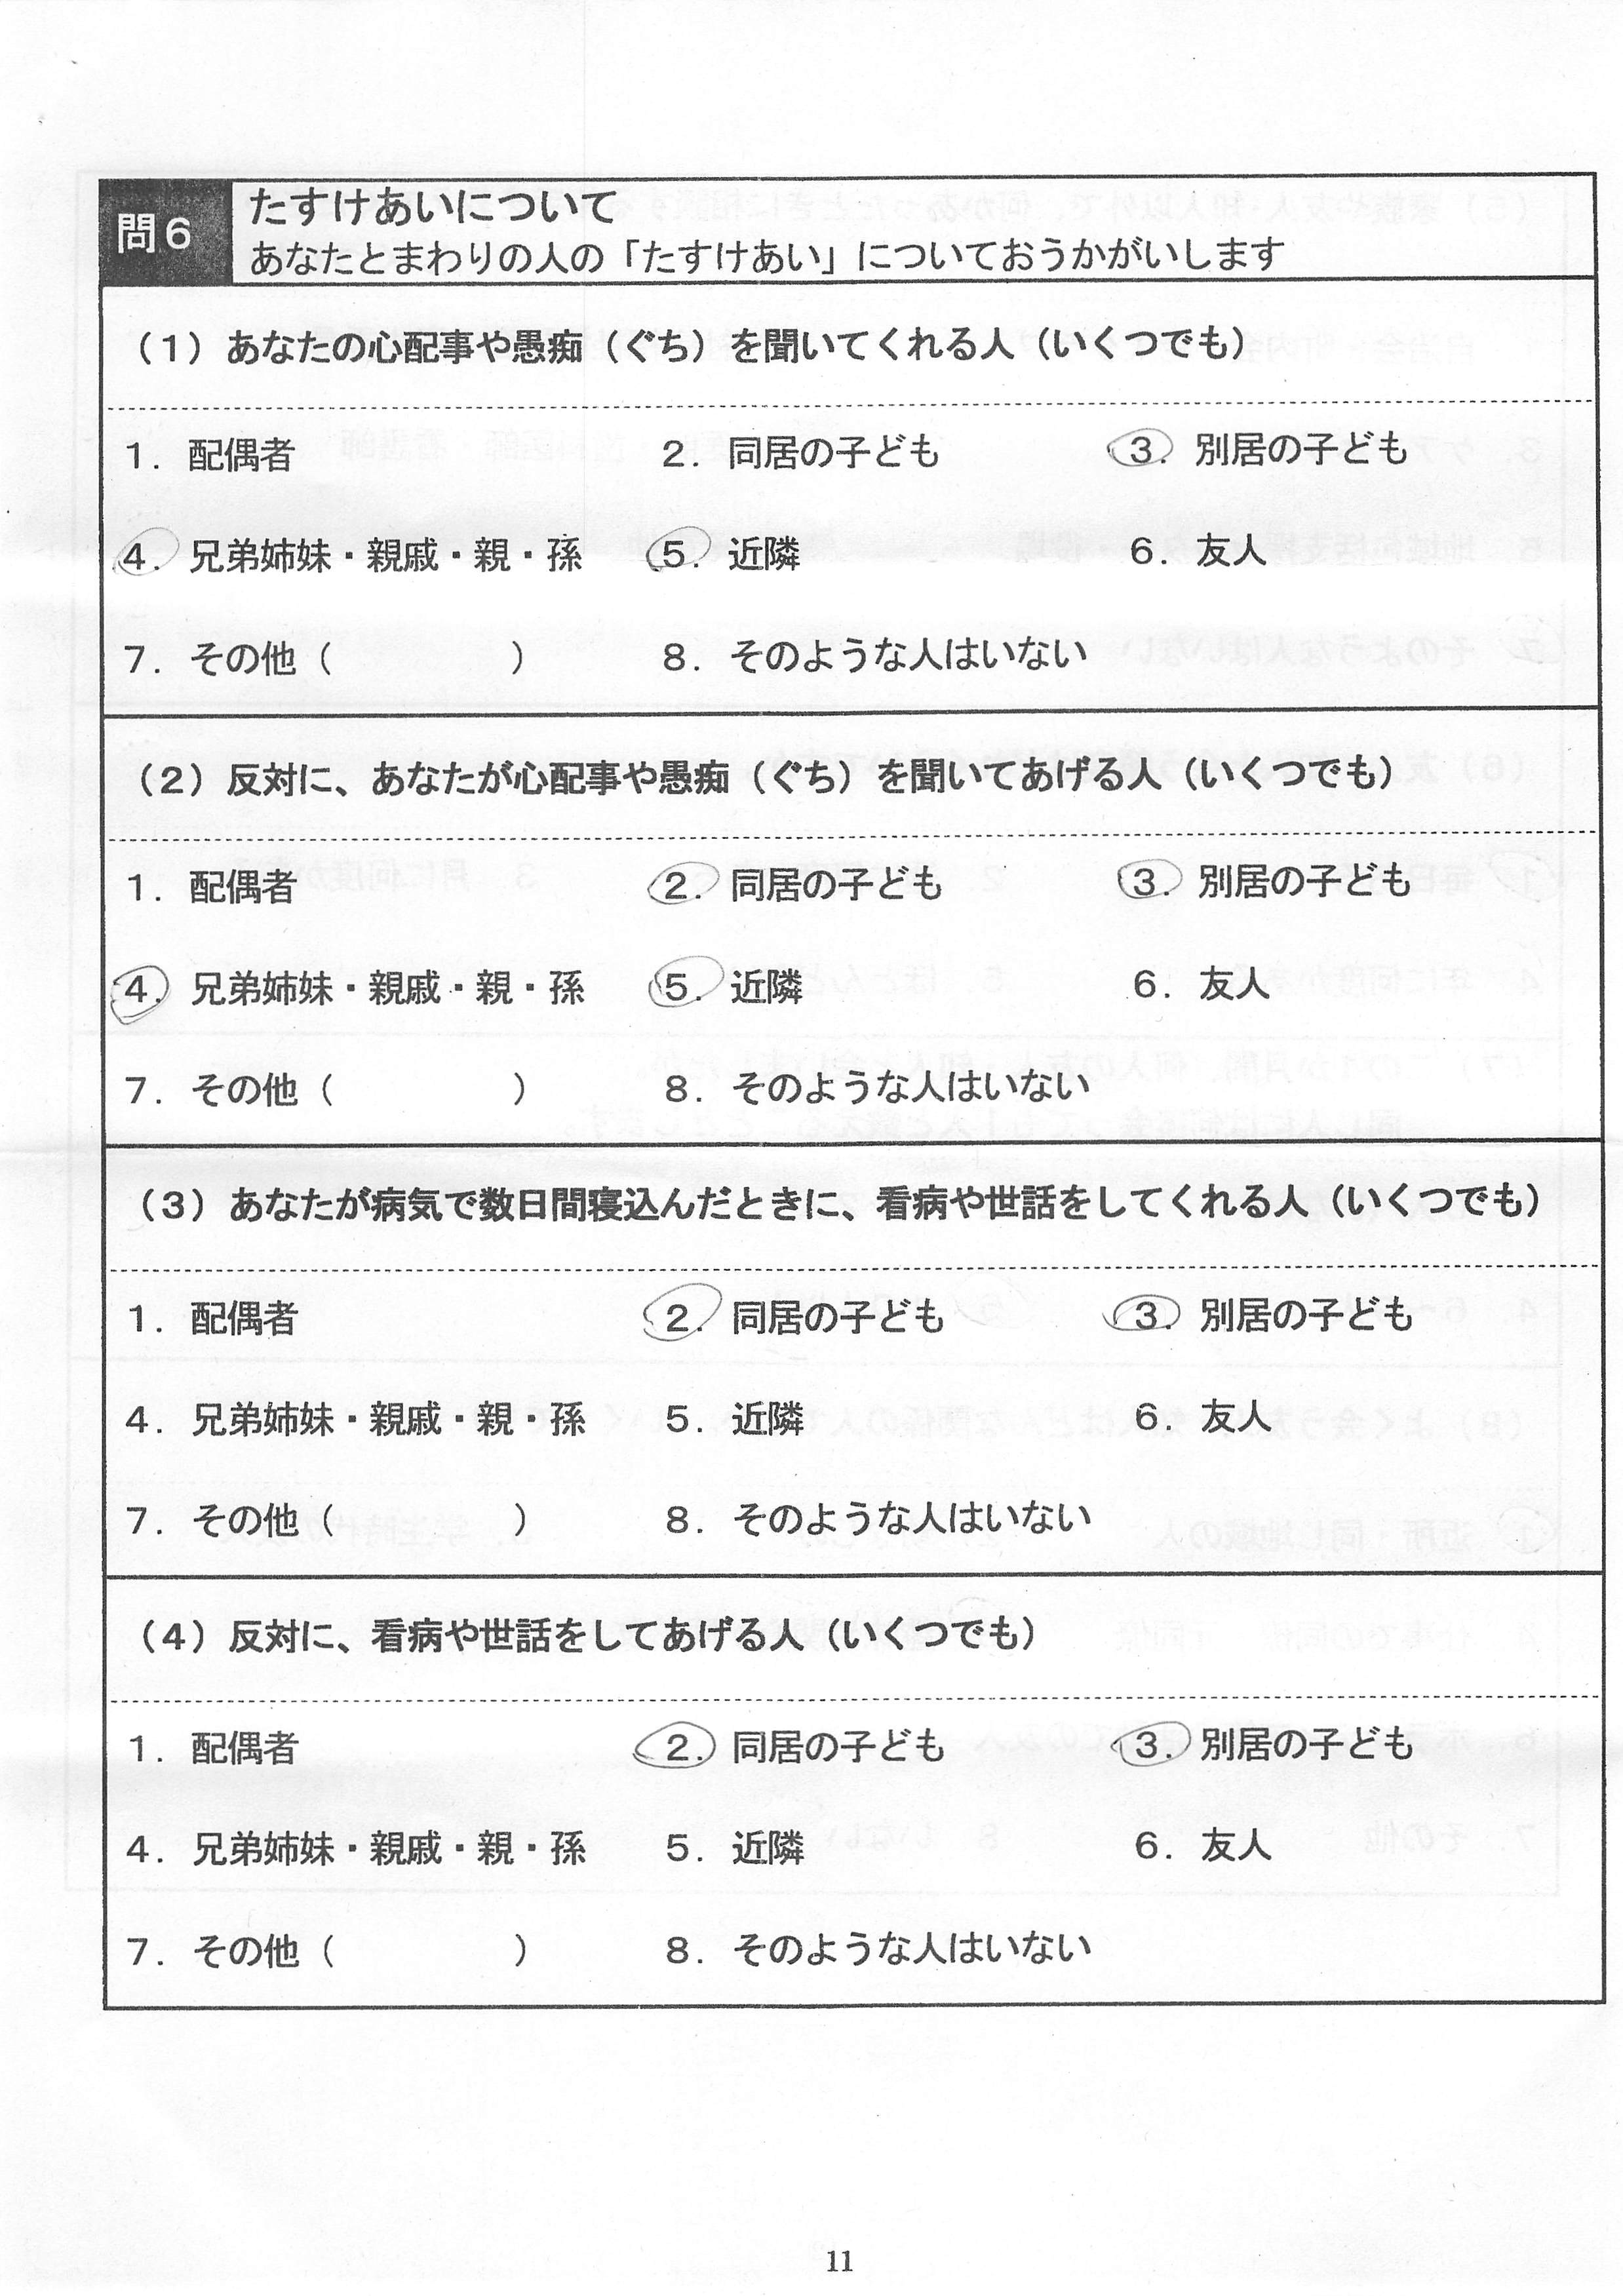 問６
たすけあいについて
あなたとまわりの人の「たすけあい」についておうかがいします
（１）あなたの心配事や愚痴（ぐち）を聞いてくれる人（いくつでも）
１．配偶者 ２．同居の子ども ３．別居の子ども
４．兄弟姉妹・親戚・親・孫 ５．近隣 ６．友人
７．その他（ ） ８．そのような人はいない
（２）反対に、あなたが心配事や愚痴（ぐち）を聞いてあげる人（いくつでも）
１．配偶者 ２．同居の子ども ３．別居の子ども
４．兄弟姉妹・親戚・親・孫 ５．近隣 ６．友人
７．その他（ ） ８．そのような人はいない
（３）あなたが病気で数日間寝込んだときに、看病や世話をしてくれる人（いくつでも）
１．配偶者 ２．同居の子ども ３．別居の子ども
４．兄弟姉妹・親戚・親・孫 ５．近隣 ６．友人
７．その他（ ） ８．そのような人はいない
（４）反対に、看病や世話をしてあげる人（いくつでも）
１．配偶者 ２．同居の子ども ３．別居の子ども
４．兄弟姉妹・親戚・親・孫 ５．近隣 ６．友人
７．その他（ ） ８．そのような人はいない
11